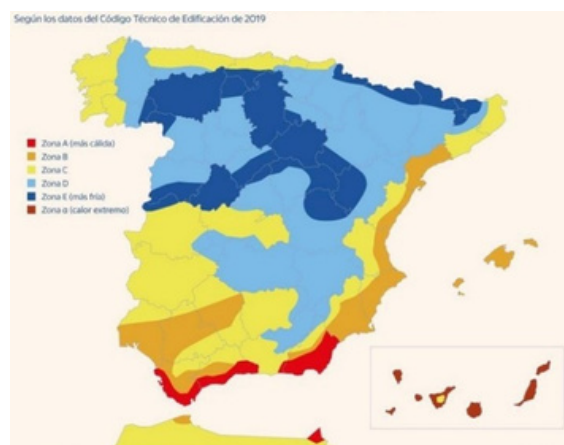 Según los datos del Código Técnico de Edificación de 2019
Zona A (más cálida)
Zona B
Zona C
Zona D
Zona E (más fría)
Zona α (calor extremo)